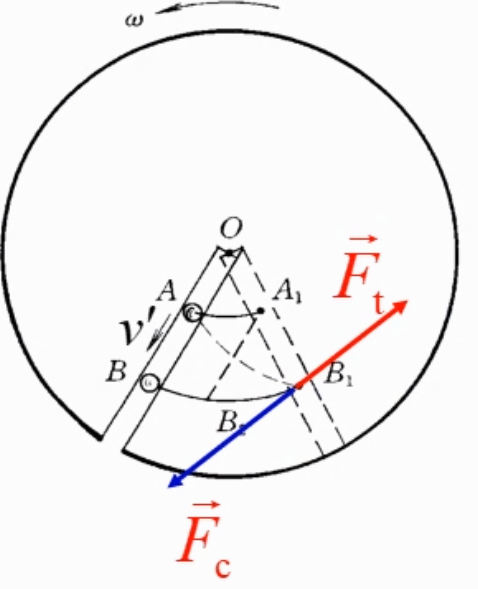 ω
O
F⃗t
A
A₁
v′
B
B₁
B₂
F⃗c